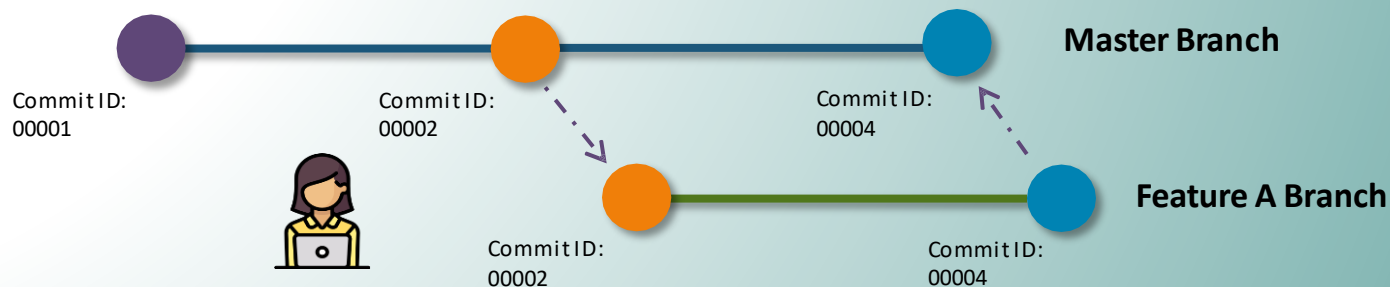 Master Branch
Commit ID:
00001
Commit ID:
00002
Commit ID:
00004
Feature A Branch
Commit ID:
00002
Commit ID:
00004